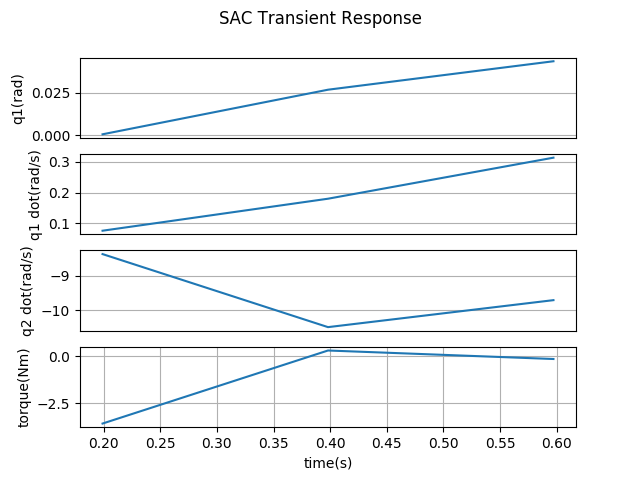 SAC Transient Response
q1(rad)
0.025
0.000
q1 dot(rad/s)
0.3
0.2
0.1
q2 dot(rad/s)
−9
−10
torque(Nm)
0.0
−2.5
0.20 0.25 0.30 0.35 0.40 0.45 0.50 0.55 0.60
time(s)